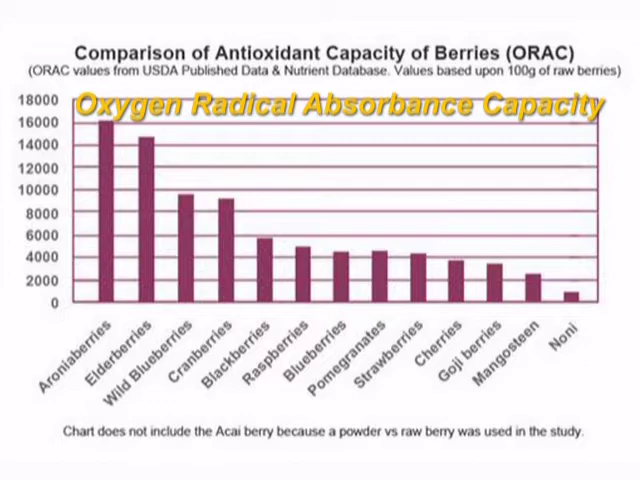 Comparison of Antioxidant Capacity of Berries (ORAC)
(ORAC values from USDA Published Data & Nutrient Database. Values based upon 100g of raw berries)
Oxygen Radical Absorbance Capacity
18000
16000
14000
12000
10000
8000
6000
4000
2000
0
Aroniaberries
Elderberries
Wild Blueberries
Cranberries
Blackberries
Raspberries
Blueberries
Pomegranates
Strawberries
Cherries
Goji berries
Mangosteen
Noni
Chart does not include the Acai berry because a powder vs raw berry was used in the study.